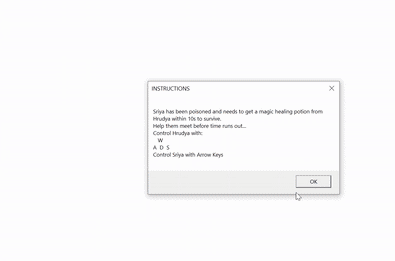 INSTRUCTIONS
Sriya has been poisoned and needs to get a magic healing potion from
Hrudya within 10s to survive.
Help them meet before time runs out...
Control Hrudya with:
W
A D S
Control Sriya with Arrow Keys
OK